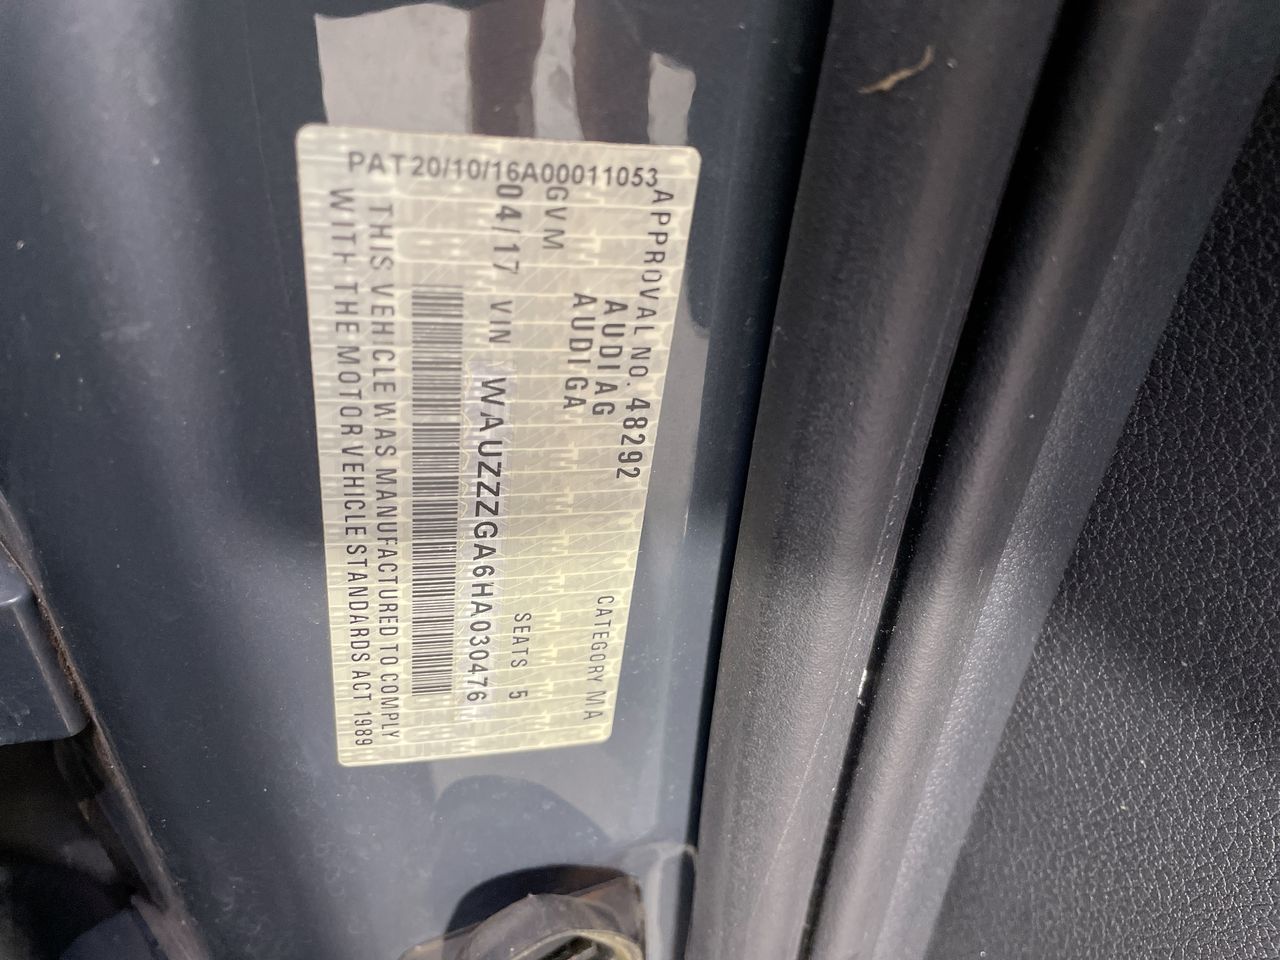 PAT20/10/16A00011053
APPROVAL NO. 48292
CATEGORY MA
AUDI AG
AUDI GA
GVM
SEATS 5
04/17 VIN WAUZZZGA6HA030476
THIS VEHICLE WAS MANUFACTURED TO COMPLY
WITH THE MOTOR VEHICLE STANDARDS ACT 1989